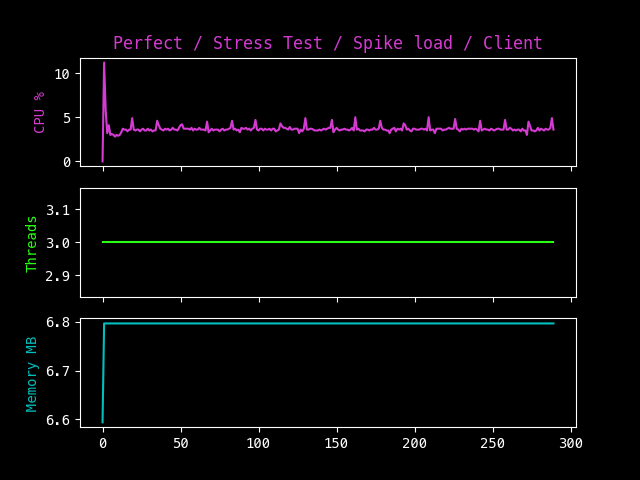 Perfect / Stress Test / Spike load / Client
10
5
0
CPU %
3.1
3.0
2.9
Threads
6.8
6.7
6.6
Memory MB
0 50 100 150 200 250 300